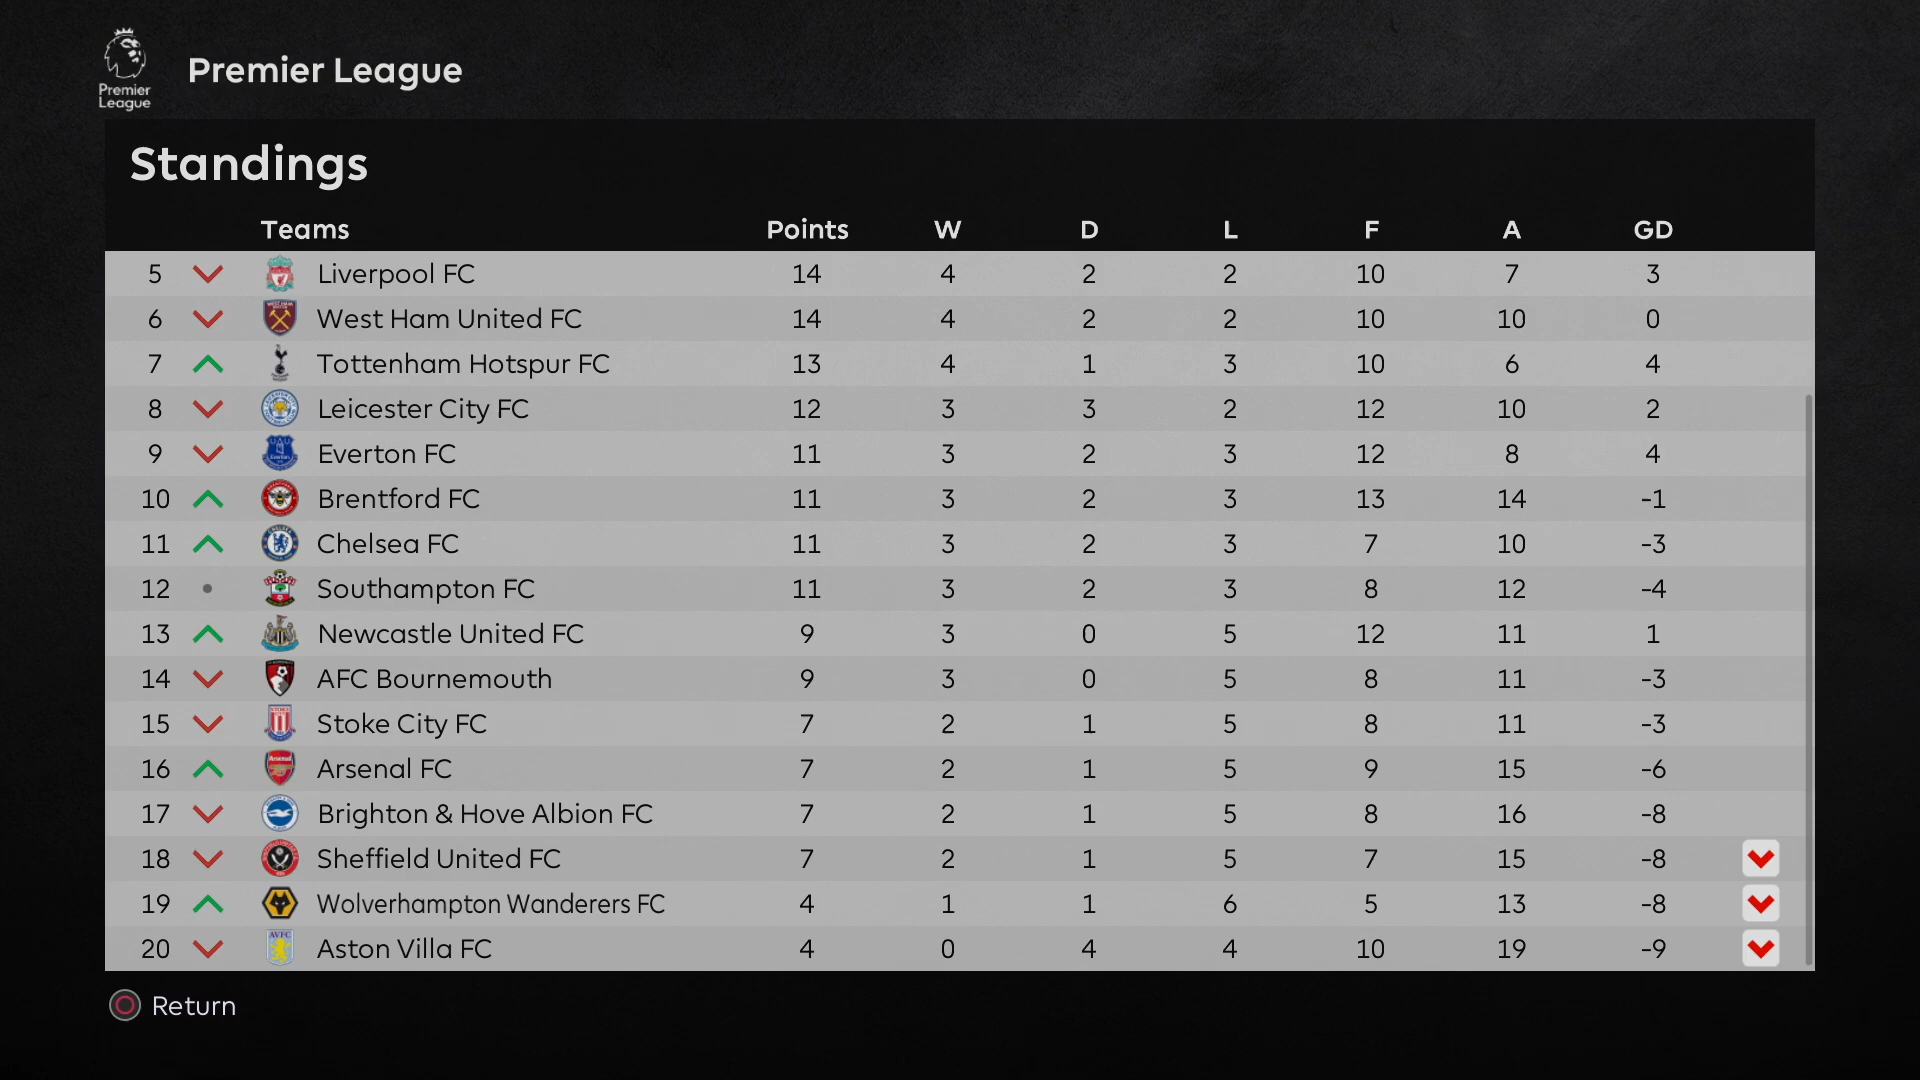 Premier
League
Premier League
Standings
Teams Points W D L F A GD
5 Liverpool FC 14 4 2 2 10 7 3
6 West Ham United FC 14 4 2 2 10 10 0
7 Tottenham Hotspur FC 13 4 1 3 10 6 4
8 Leicester City FC 12 3 3 2 12 10 2
9 Everton FC 11 3 2 3 12 8 4
10 Brentford FC 11 3 2 3 13 14 -1
11 Chelsea FC 11 3 2 3 7 10 -3
12 Southampton FC 11 3 2 3 8 12 -4
13 Newcastle United FC 9 3 0 5 12 11 1
14 AFC Bournemouth 9 3 0 5 8 11 -3
15 Stoke City FC 7 2 1 5 8 11 -3
16 Arsenal FC 7 2 1 5 9 15 -6
17 Brighton & Hove Albion FC 7 2 1 5 8 16 -8
18 Sheffield United FC 7 2 1 5 7 15 -8
19 Wolverhampton Wanderers FC 4 1 1 6 5 13 -8
20 Aston Villa FC 4 0 4 4 10 19 -9
Return